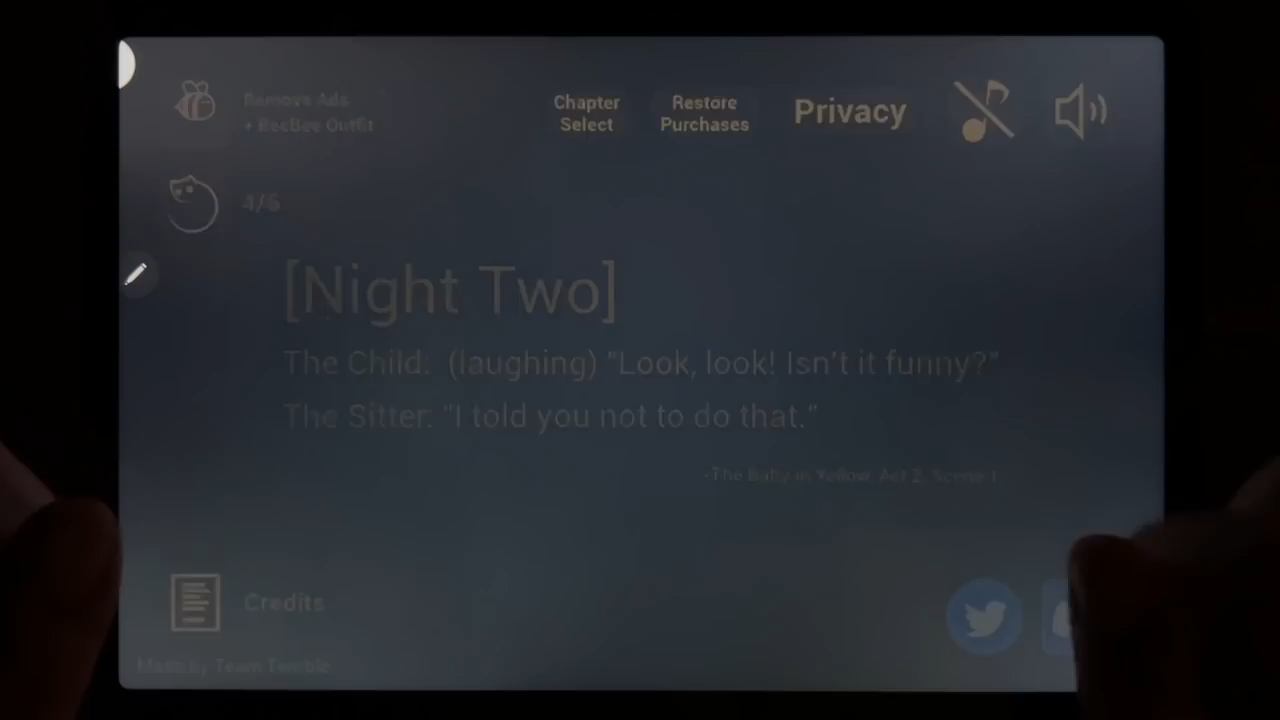 Remove Ads
+ BeeBee Outfit
Chapter
Select
Restore
Purchases
Privacy
4/6
[Night Two]
The Child: (laughing) "Look, look! Isn't it funny?"
The Sitter: "I told you not to do that."
-The Baby in Yellow, Act 2, Scene 1
Credits
Made by Team Terrible